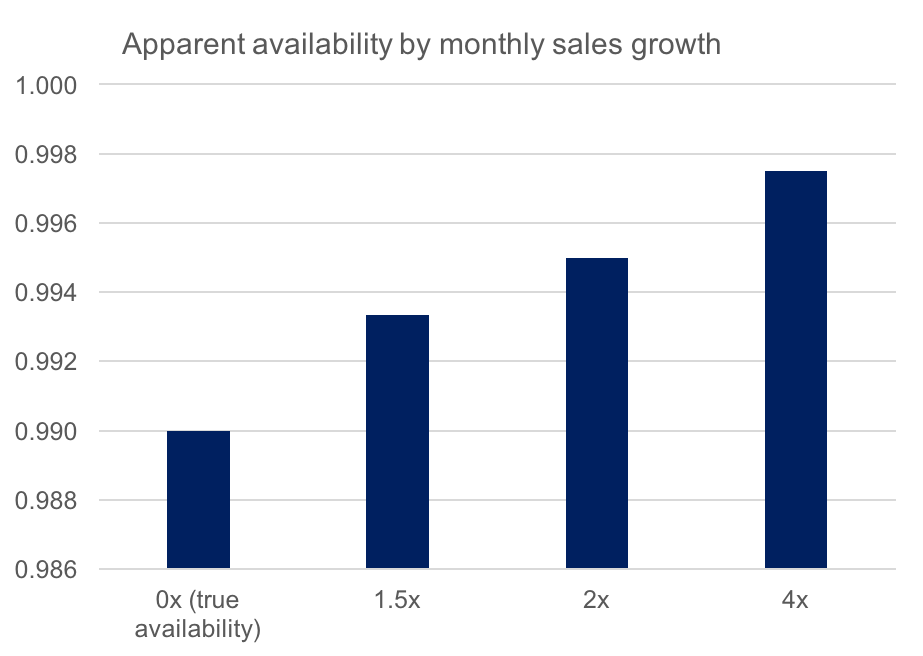 Apparent availability by monthly sales growth
1.000
0.998
0.996
0.994
0.992
0.990
0.988
0.986
0x (true
availability)
1.5x
2x
4x